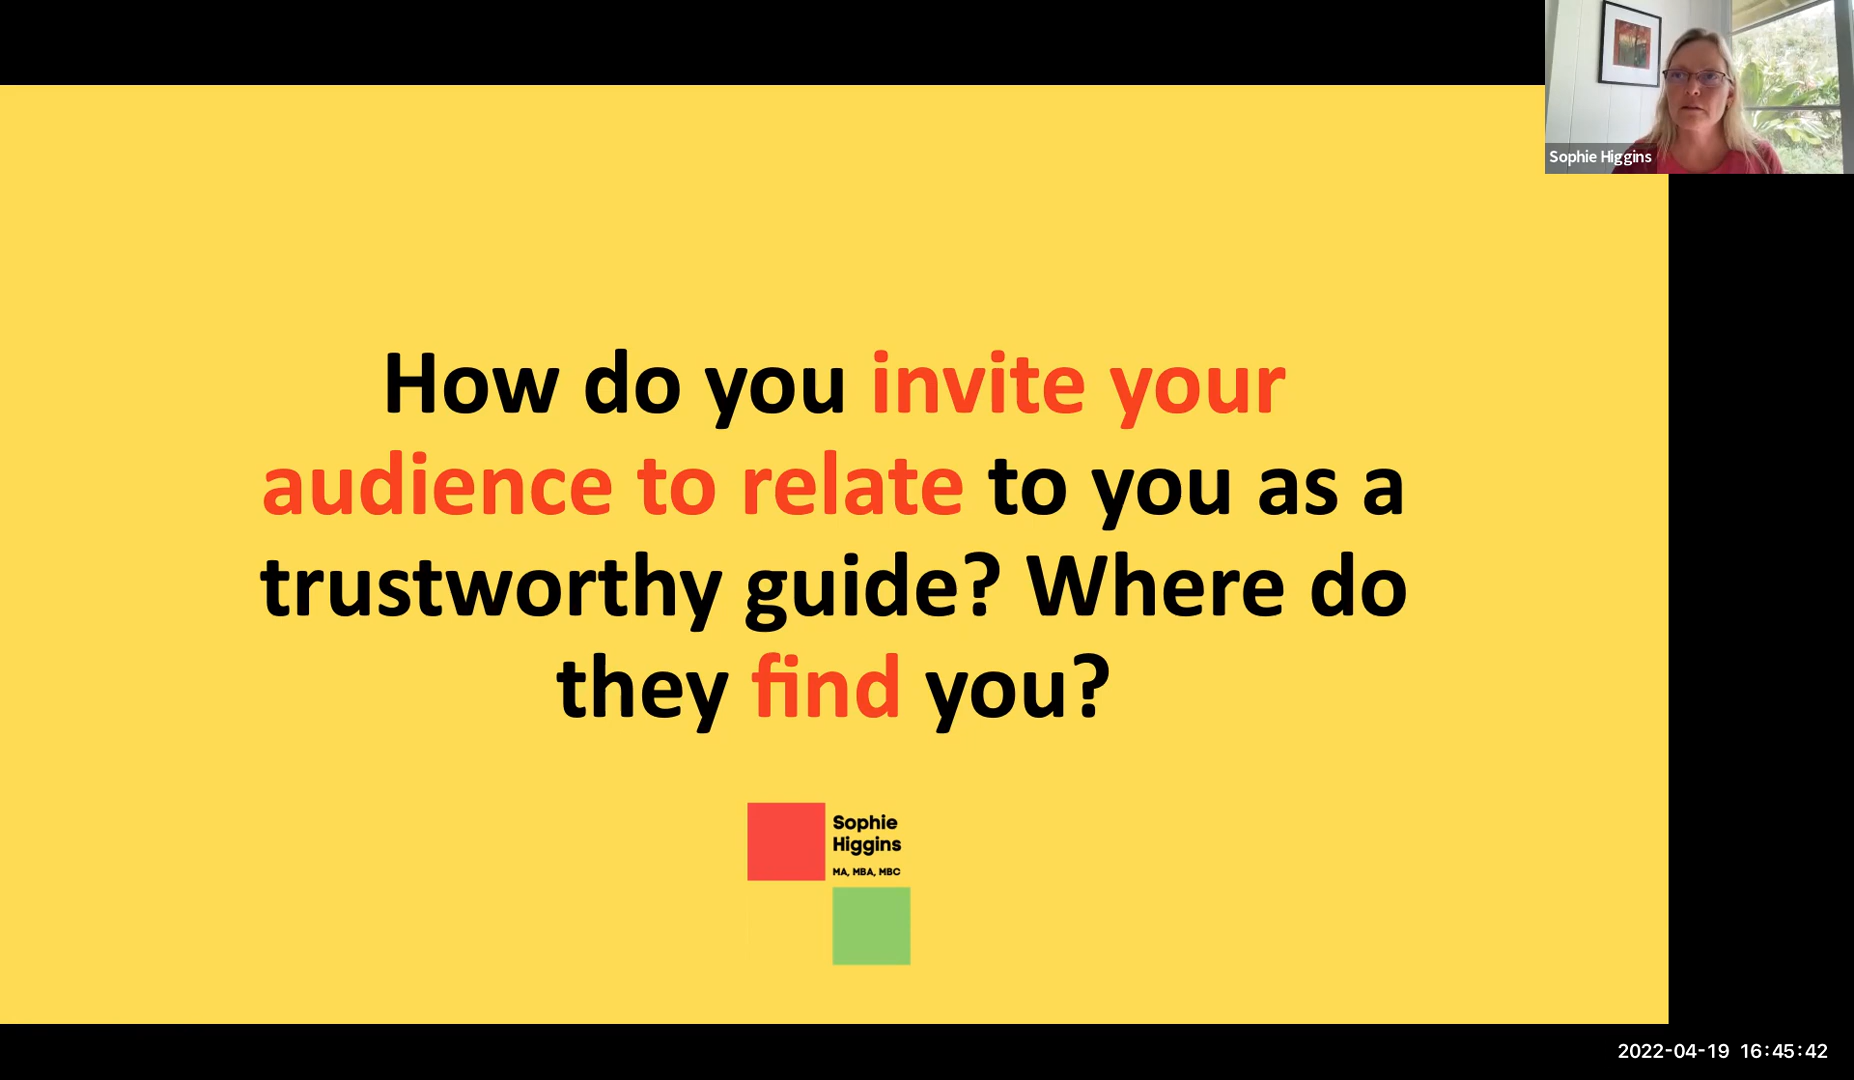 Sophie Higgins
How do you invite your
audience to relate to you as a
trustworthy guide? Where do
they find you?
Sophie
Higgins
MA, MBA, MBC
2022-04-19 16:45:42